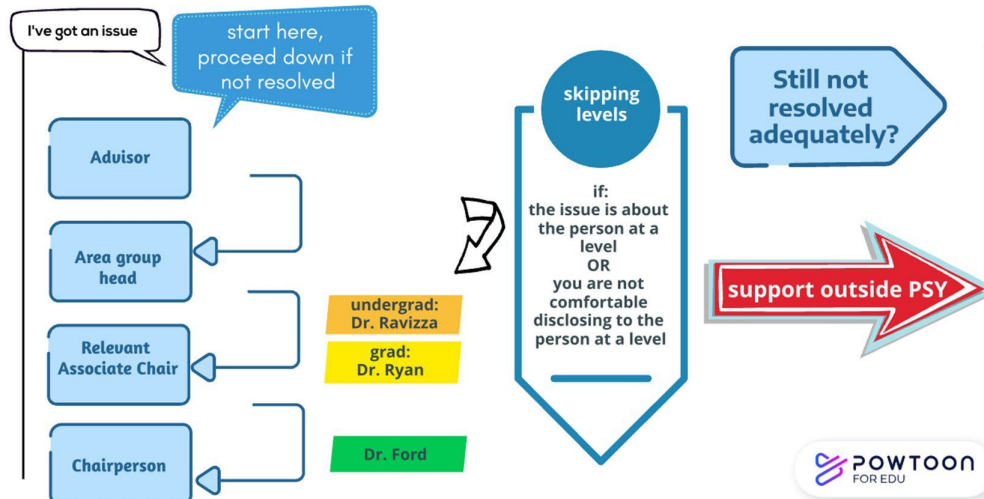 I've got an issue
start here,
proceed down if
not resolved
Advisor
Area group
head
Relevant
Associate Chair
Chairperson
undergrad:
Dr. Ravizza
grad:
Dr. Ryan
Dr. Ford
skipping
levels
if:
the issue is about
the person at a
level
OR
you are not
comfortable
disclosing to the
person at a level
Still not
resolved
adequately?
support outside PSY
POWTOON
FOR EDU